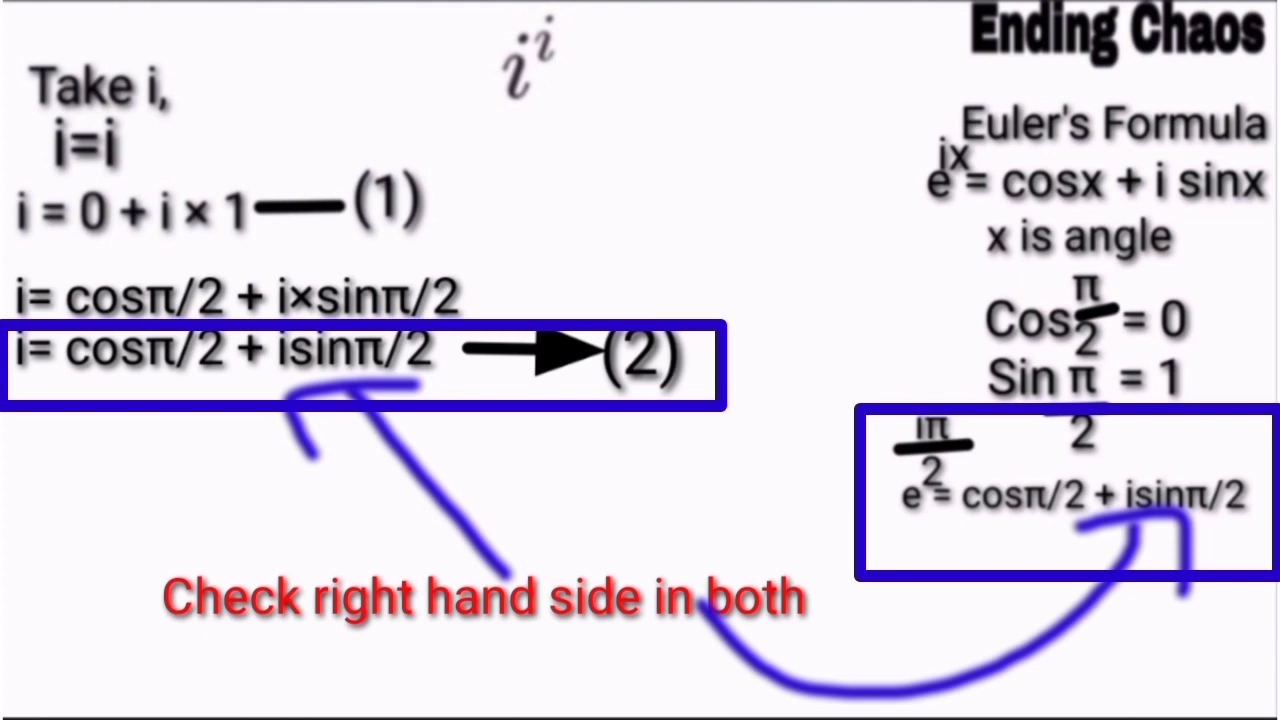 iⁱ
Take i,
i=i
i = 0 + i × 1 — (1)
i= cosπ/2 + i×sinπ/2
i= cosπ/2 + isinπ/2 → (2)
Check right hand side in both
Ending Chaos
Euler's Formula
e^ix = cosx + i sinx
x is angle
Cos π/2 = 0
Sin π/2 = 1
e^iπ/2 = cosπ/2 + isinπ/2